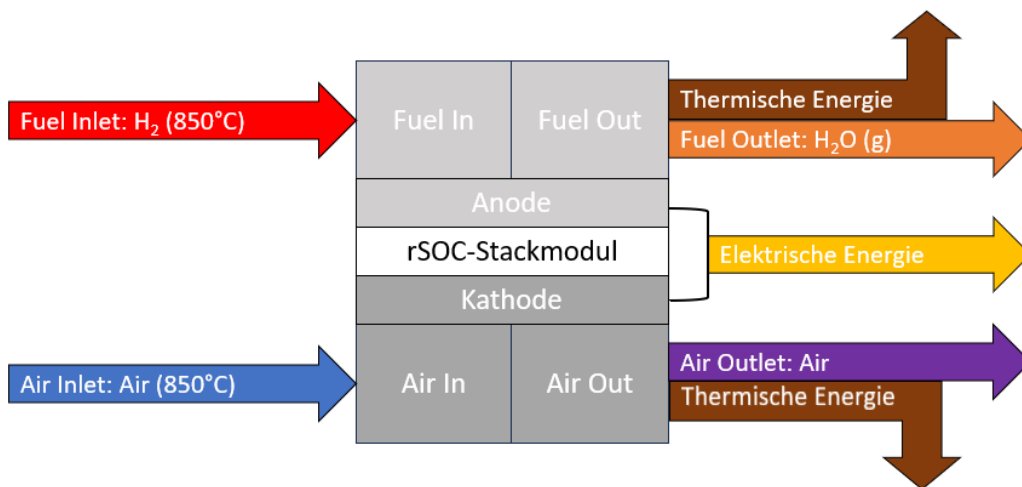 Thermische Energie
Fuel Inlet: H₂ (850°C)
Fuel In
Fuel Out
Fuel Outlet: H₂O (g)
Anode
rSOC-Stackmodul
Elektrische Energie
Kathode
Air Outlet: Air
Air Inlet: Air (850°C)
Air In
Air Out
Thermische Energie